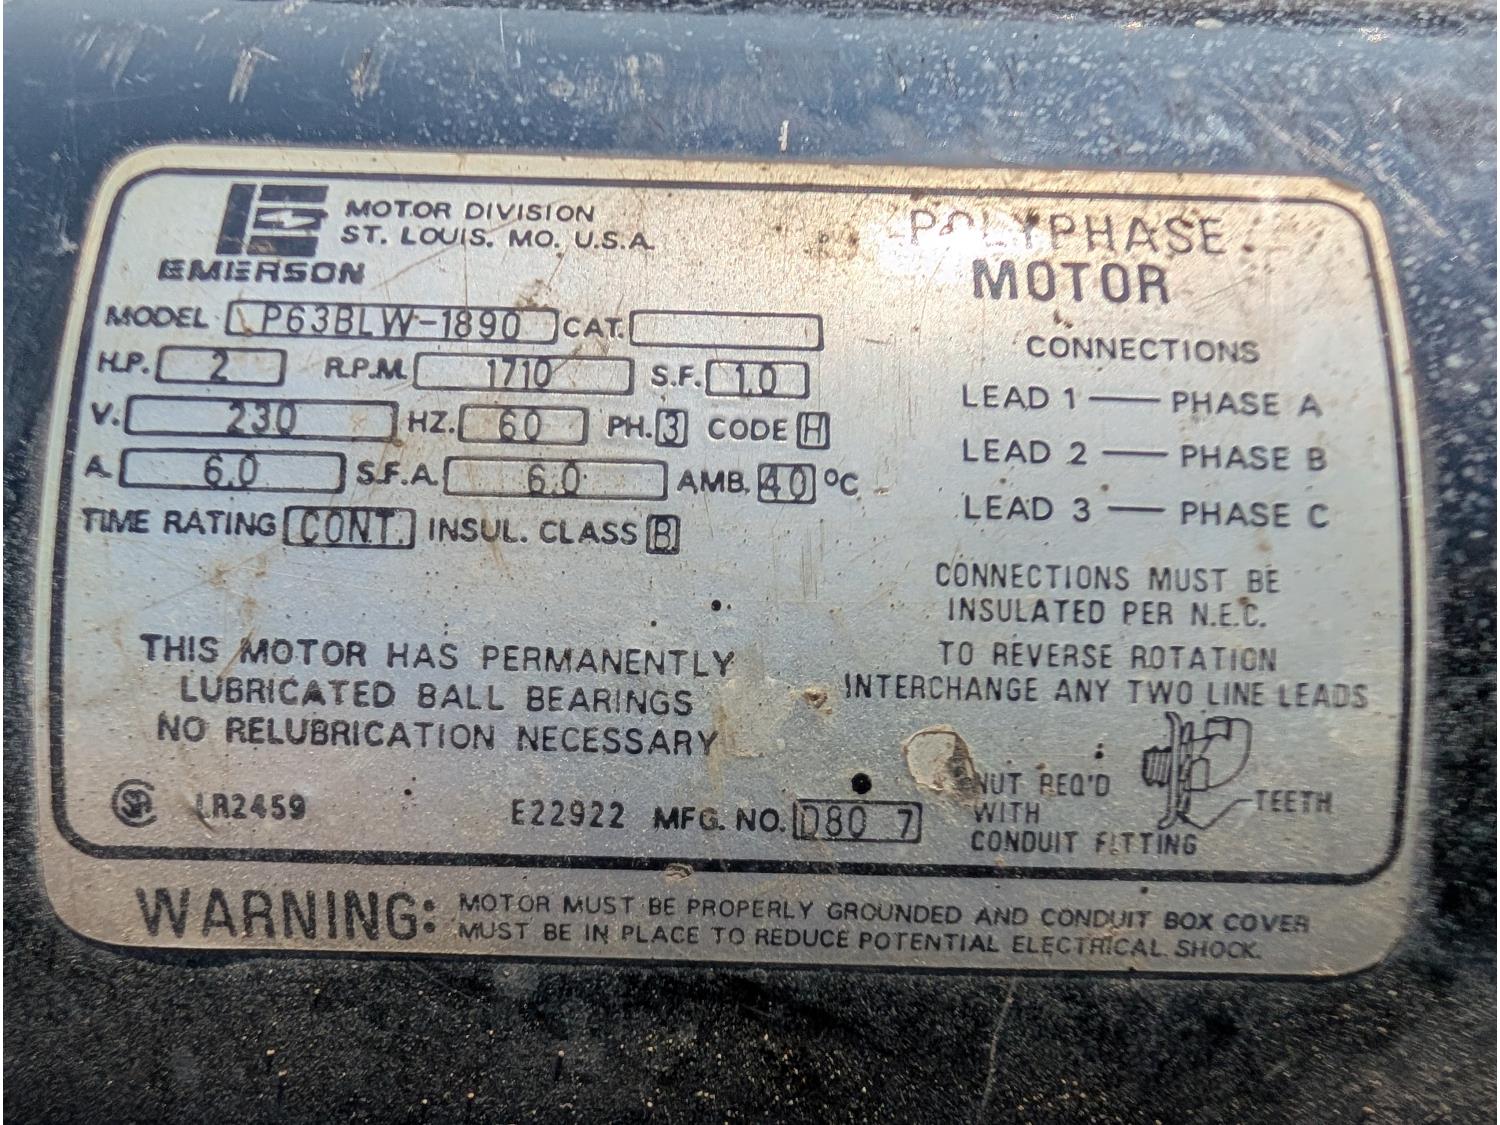 MOTOR DIVISION
ST. LOUIS. MO. U.S.A.
EMERSON
MODEL P63BLW-1890 CAT.
H.P. 2 R.P.M. 1710 S.F. 1.0
V. 230 HZ. 60 PH. 3 CODE H
A. 6.0 S.F.A. 6.0 AMB. 40 °C
TIME RATING CONT. INSUL. CLASS B
THIS MOTOR HAS PERMANENTLY
LUBRICATED BALL BEARINGS
NO RELUBRICATION NECESSARY
SA LR2459 E22922 MFG. NO. D80 7
POLYPHASE
MOTOR
CONNECTIONS
LEAD 1 — PHASE A
LEAD 2 — PHASE B
LEAD 3 — PHASE C
CONNECTIONS MUST BE
INSULATED PER N.E.C.
TO REVERSE ROTATION
INTERCHANGE ANY TWO LINE LEADS
NUT REQ'D
WITH
CONDUIT FITTING
TEETH
WARNING: MOTOR MUST BE PROPERLY GROUNDED AND CONDUIT BOX COVER
MUST BE IN PLACE TO REDUCE POTENTIAL ELECTRICAL SHOCK.